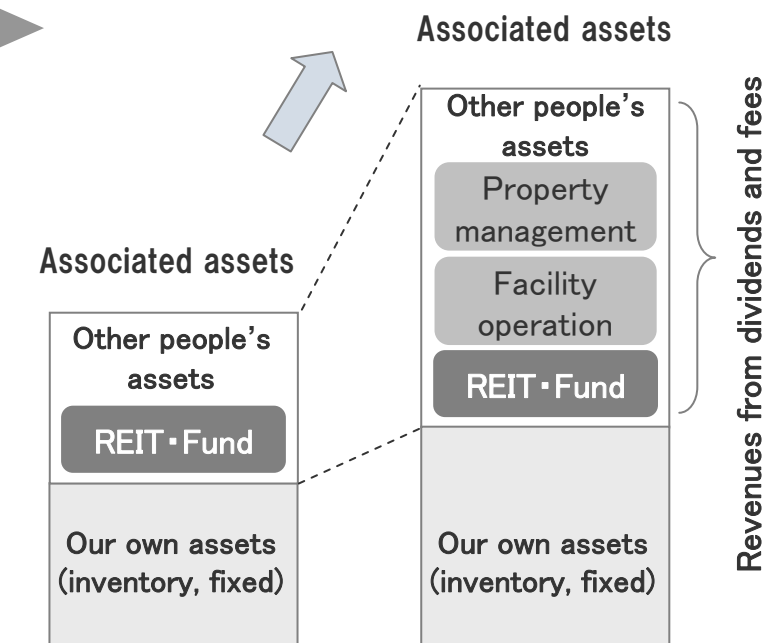 Associated assets
Other people's
assets
REIT・Fund
Our own assets
(inventory, fixed)
Associated assets
Other people's
assets
Property
management
Facility
operation
REIT・Fund
Our own assets
(inventory, fixed)
Revenues from dividends and fees